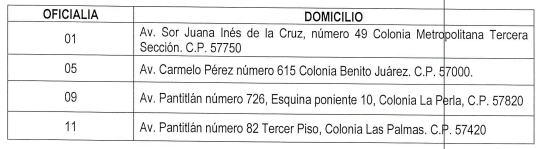 OFICIALIA DOMICILIO
01 Av. Sor Juana Inés de la Cruz, número 49 Colonia Metropolitana Tercera
Sección. C.P. 57750
05 Av. Carmelo Pérez número 615 Colonia Benito Juárez. C.P. 57000.
09 Av. Pantitlán número 726, Esquina poniente 10, Colonia La Perla, C.P. 57820
11 Av. Pantitlán número 82 Tercer Piso, Colonia Las Palmas. C.P. 57420